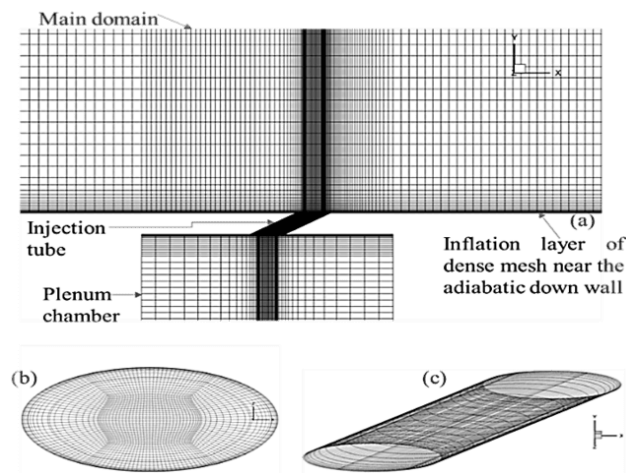 Main domain
Y
X
Injection
tube
(a)
Inflation layer of
dense mesh near the
adiabatic down wall
Plenum
chamber
(b)
(c)